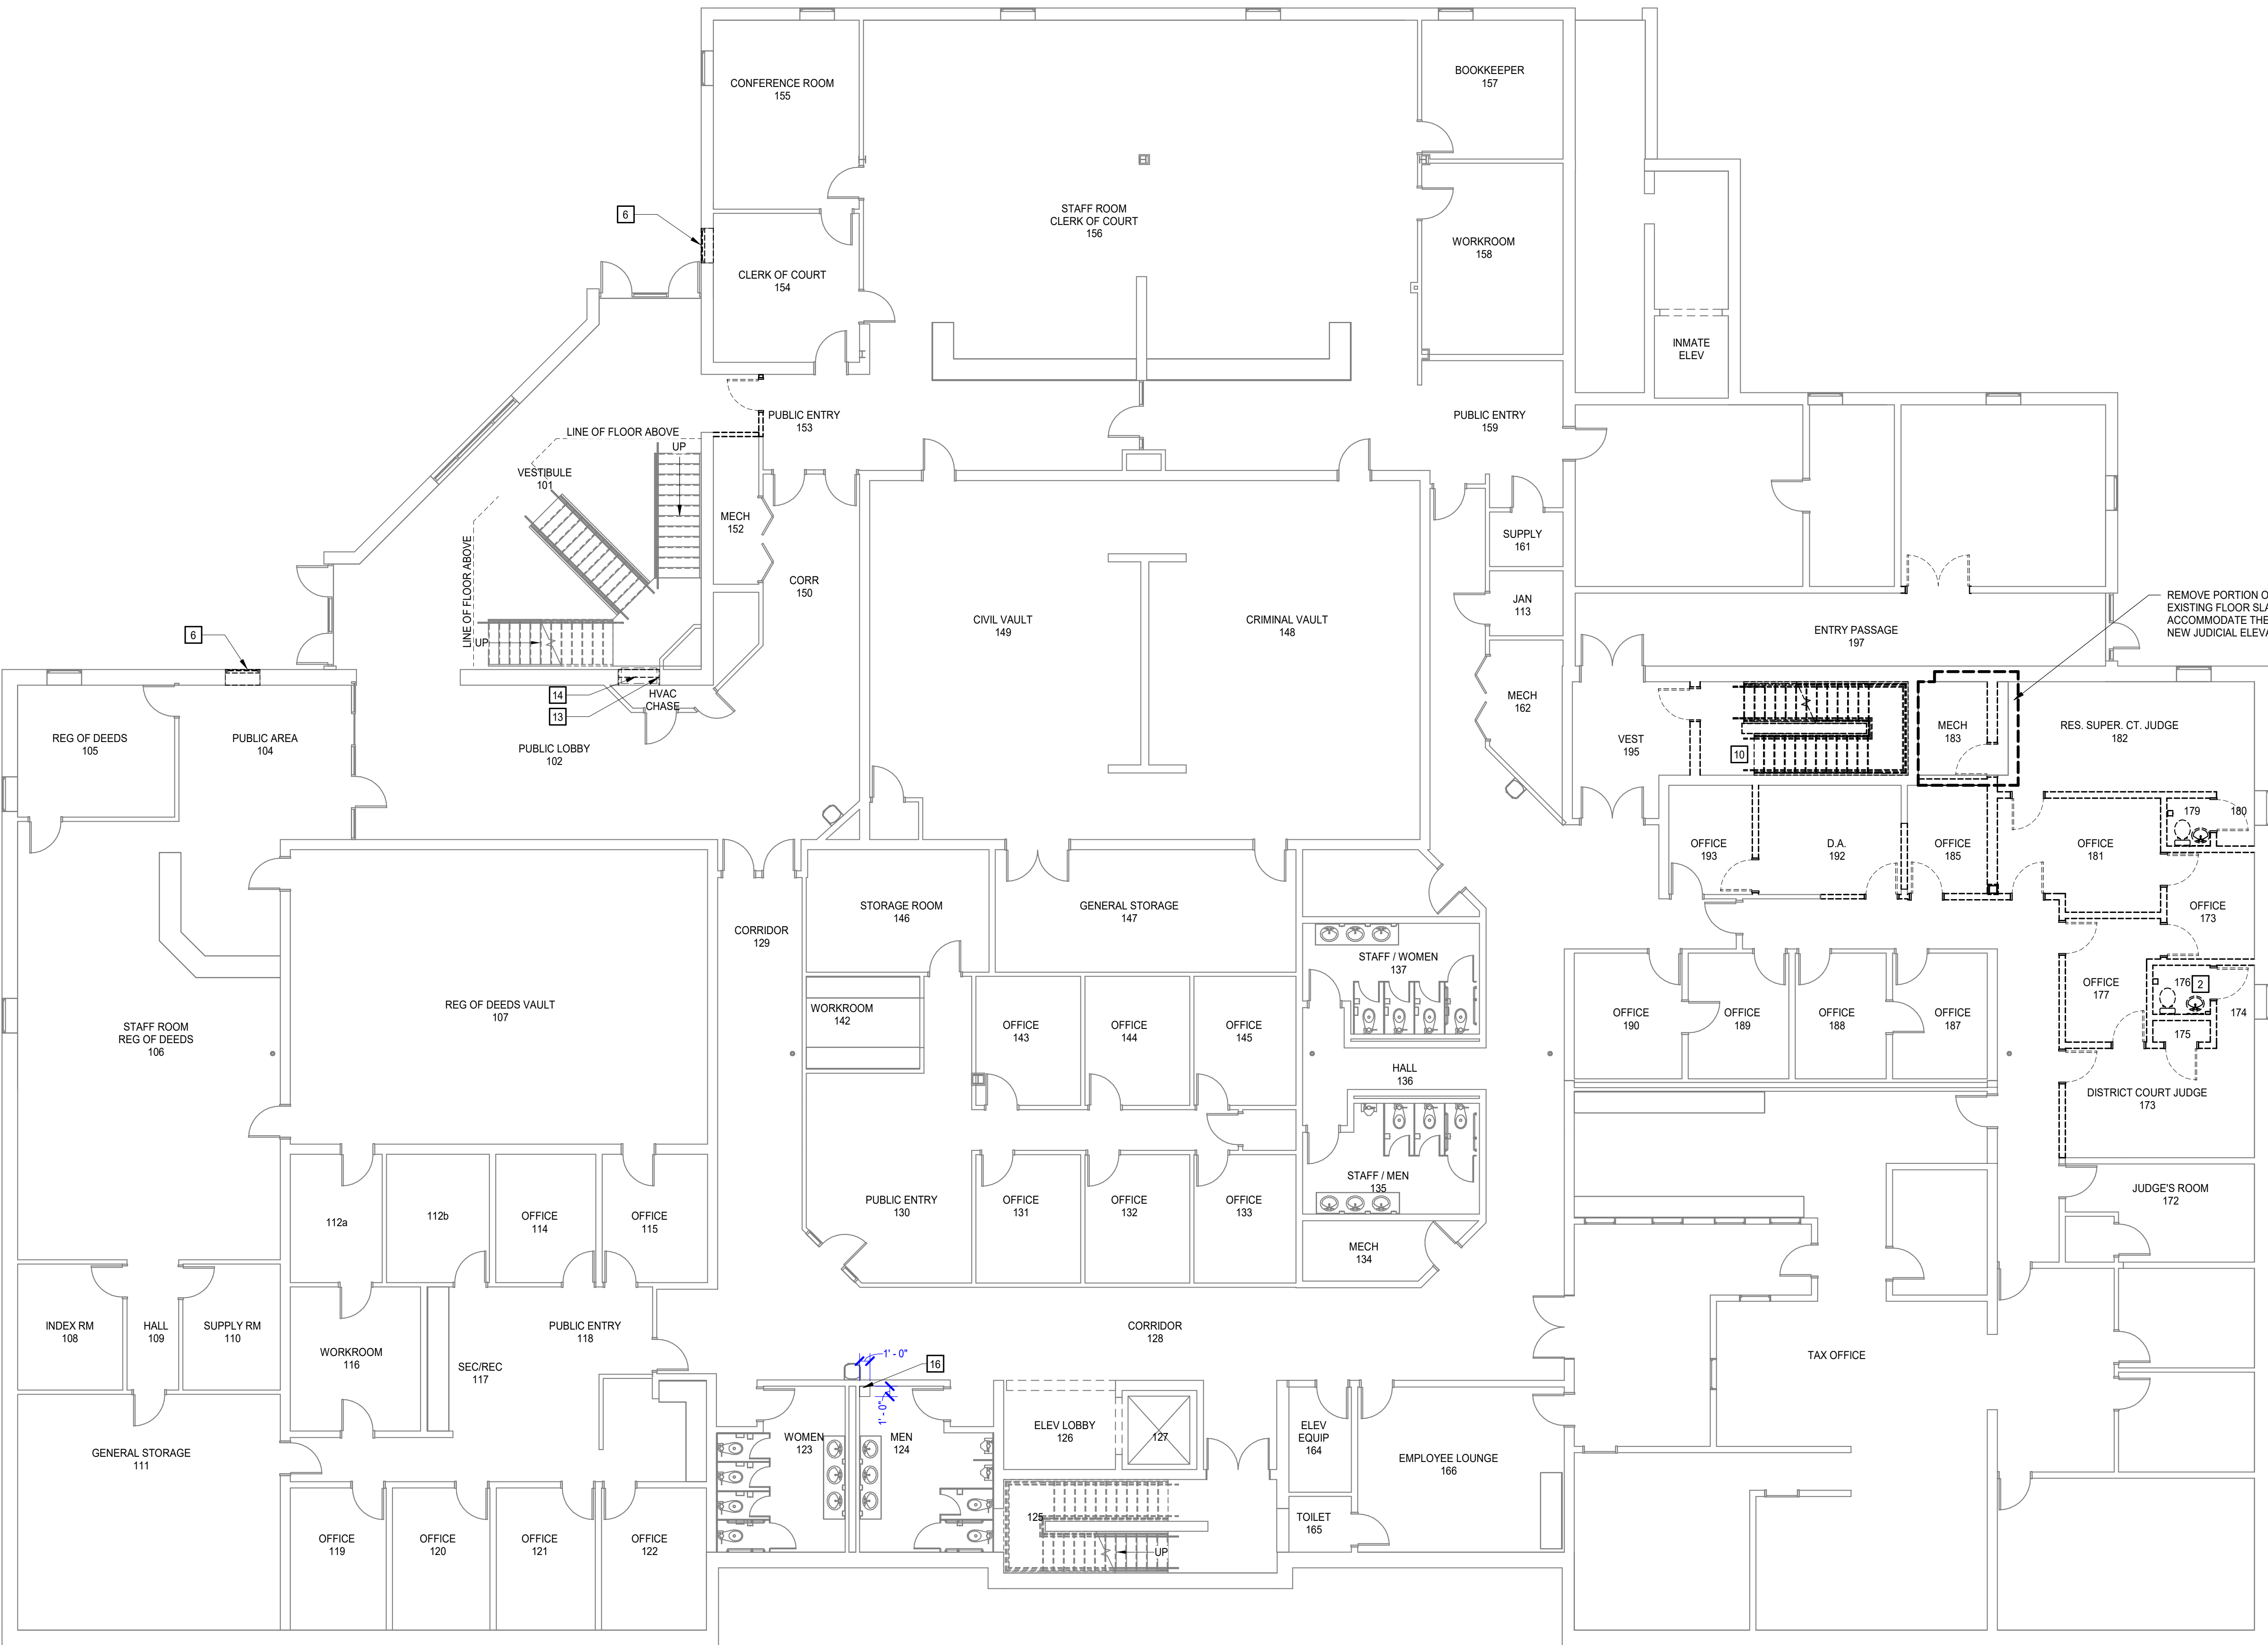 CONFERENCE ROOM
155
BOOKKEEPER
157
STAFF ROOM
CLERK OF COURT
156
6
WORKROOM
158
CLERK OF COURT
154
INMATE
ELEV
PUBLIC ENTRY
153
PUBLIC ENTRY
159
LINE OF FLOOR ABOVE
UP
VESTIBULE
101
MECH
152
SUPPLY
161
LINE OF FLOOR ABOVE
CORR
150
JAN
113
REMOVE PORTION O
EXISTING FLOOR SLA
ACCOMMODATE THE
NEW JUDICIAL ELEVA
CIVIL VAULT
149
CRIMINAL VAULT
148
ENTRY PASSAGE
197
6
UP
14
13
HVAC
CHASE
MECH
162
REG OF DEEDS
105
PUBLIC AREA
104
PUBLIC LOBBY
102
VEST
195
10
MECH
183
RES. SUPER. CT. JUDGE
182
179
180
OFFICE
193
D.A.
192
OFFICE
185
OFFICE
181
STORAGE ROOM
146
GENERAL STORAGE
147
OFFICE
173
CORRIDOR
129
STAFF / WOMEN
137
REG OF DEEDS VAULT
107
WORKROOM
142
OFFICE
177
176
2
174
175
OFFICE
190
OFFICE
189
OFFICE
188
OFFICE
187
STAFF ROOM
REG OF DEEDS
106
OFFICE
143
OFFICE
144
OFFICE
145
HALL
136
DISTRICT COURT JUDGE
173
STAFF / MEN
135
JUDGE'S ROOM
172
PUBLIC ENTRY
130
OFFICE
131
OFFICE
132
OFFICE
133
112a
112b
OFFICE
114
OFFICE
115
MECH
134
INDEX RM
108
HALL
109
SUPPLY RM
110
PUBLIC ENTRY
118
CORRIDOR
128
WORKROOM
116
SEC/REC
117
1' - 0"
16
1' - 0"
TAX OFFICE
GENERAL STORAGE
111
WOMEN
123
MEN
124
ELEV LOBBY
126
127
ELEV
EQUIP
164
EMPLOYEE LOUNGE
166
125
UP
TOILET
165
OFFICE
119
OFFICE
120
OFFICE
121
OFFICE
122